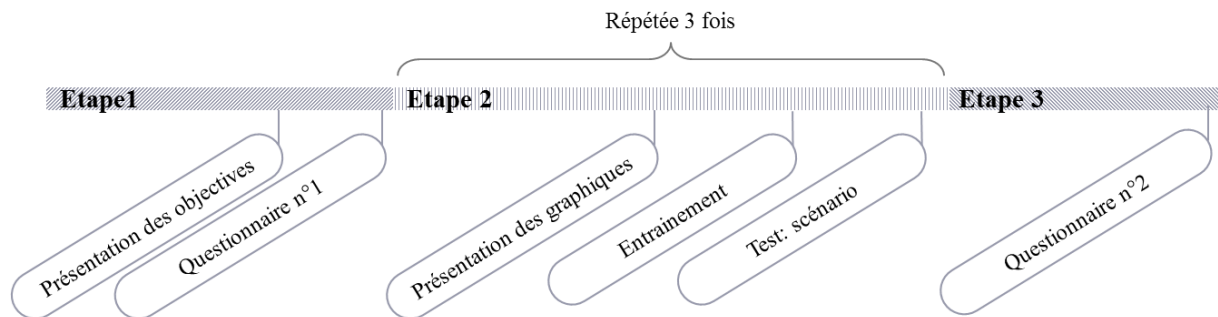 Répétée 3 fois
Etape1
Etape 2
Etape 3
Présentation des objectives
Questionnaire n°1
Présentation des graphiques
Entrainement
Test: scénario
Questionnaire n°2